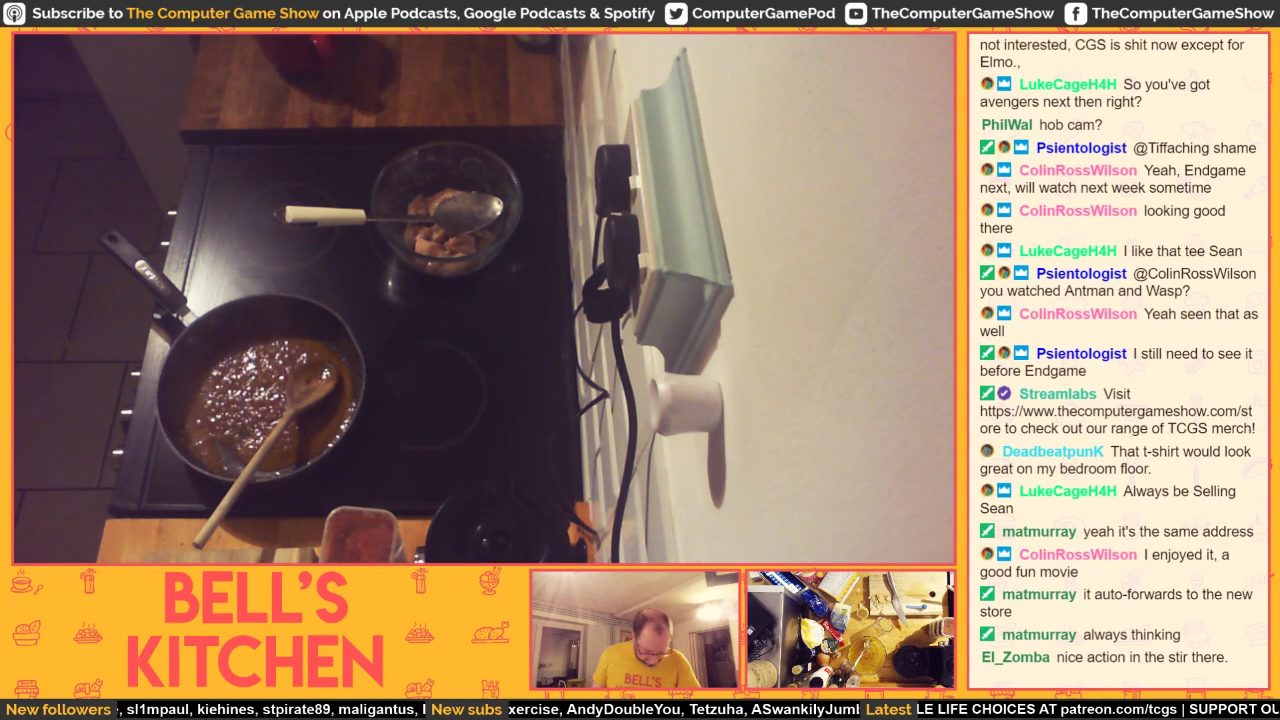 Subscribe to The Computer Game Show on Apple Podcasts, Google Podcasts & Spotify ComputerGamePod TheComputerGameShow TheComputerGameShow
not interested, CGS is shit now except for
Elmo.,
LukeCageH4H So you've got
avengers next then right?
PhilWal hob cam?
Psientologist @Tiffaching shame
ColinRossWilson Yeah, Endgame
next, will watch next week sometime
ColinRossWilson looking good
there
LukeCageH4H I like that tee Sean
Psientologist @ColinRossWilson
you watched Antman and Wasp?
ColinRossWilson Yeah seen that as
well
Psientologist I still need to see it
before Endgame
Streamlabs Visit
https://www.thecomputergameshow.com/st
ore to check out our range of TCGS merch!
DeadbeatpunK That t-shirt would look
great on my bedroom floor.
LukeCageH4H Always be Selling
Sean
matmurray yeah it's the same address
ColinRossWilson I enjoyed it, a
good fun movie
matmurray it auto-forwards to the new
store
matmurray always thinking
El_Zomba nice action in the stir there.
BELL'S
KITCHEN
BELL'S
New followers :, sl1mpaul, kiehines, stpirate89, maligantus, New subs xercise, AndyDoubleYou, Tetzuha, ASwankilyJumb Latest LE LIFE CHOICES AT patreon.com/tcgs | SUPPORT OU